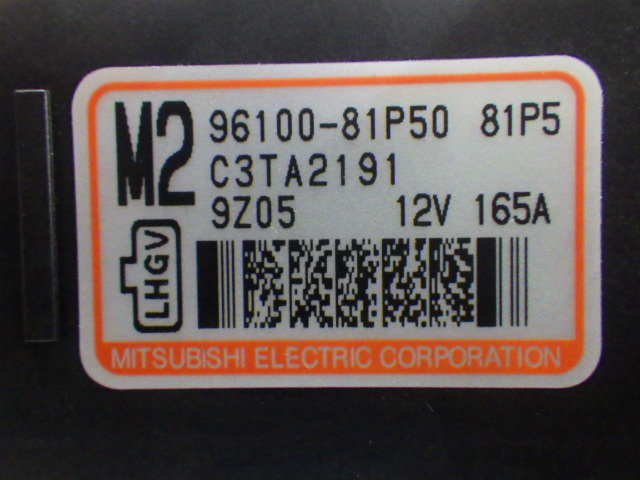 M2 96100-81P50 81P5
C3TA2191
9Z05 12V 165A
LHGV
MITSUBISHI ELECTRIC CORPORATION